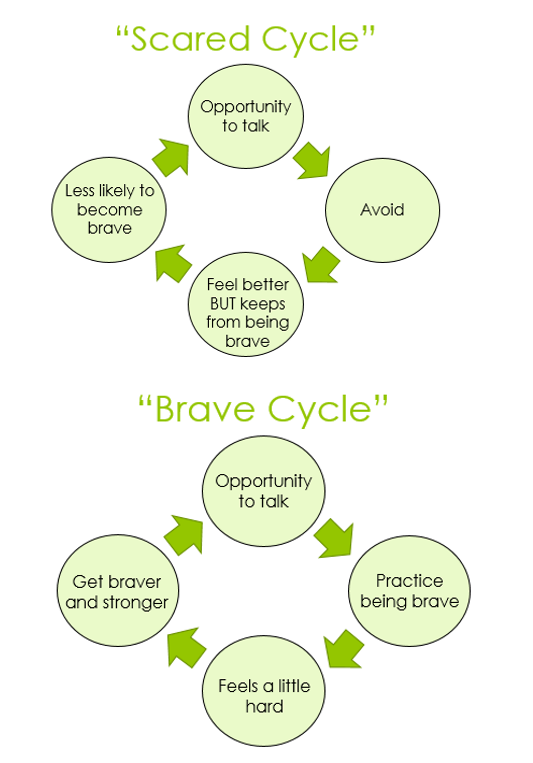 “Scared Cycle”
Opportunity
to talk
Avoid
Feel better
BUT keeps
from being
brave
Less likely to
become
brave
“Brave Cycle”
Opportunity
to talk
Practice
being brave
Feels a little
hard
Get braver
and stronger